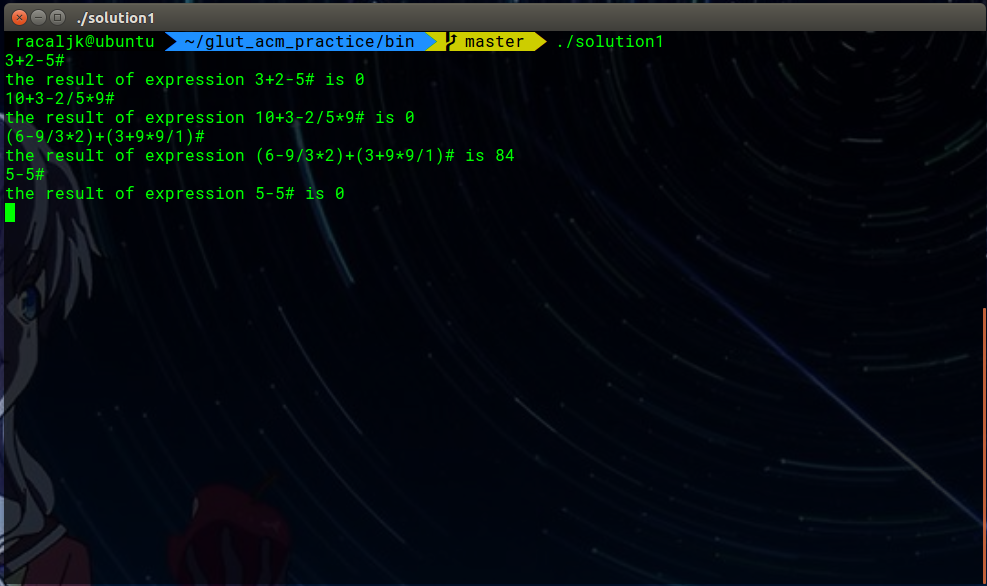 ./solution1
racaljk@ubuntu ~/glut_acm_practice/bin master ./solution1
3+2-5#
the result of expression 3+2-5# is 0
10+3-2/5*9#
the result of expression 10+3-2/5*9# is 0
(6-9/3*2)+(3+9*9/1)#
the result of expression (6-9/3*2)+(3+9*9/1)# is 84
5-5#
the result of expression 5-5# is 0